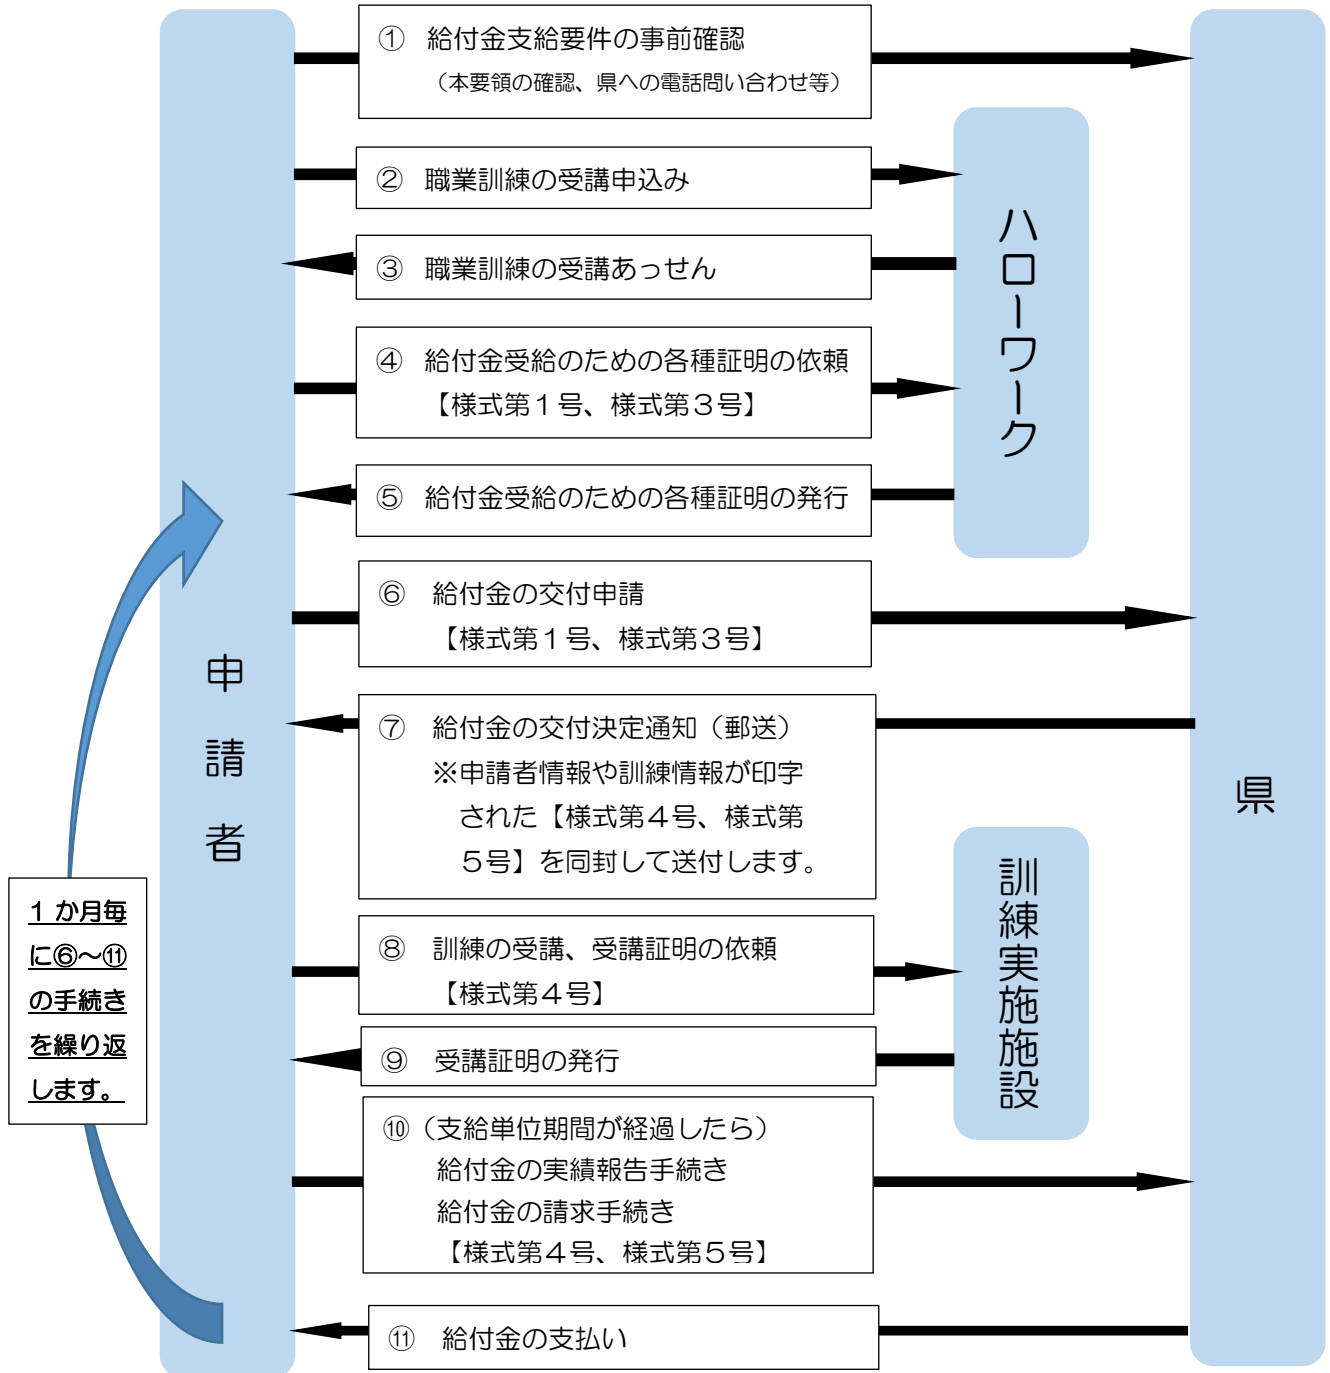 ① 給付金支給要件の事前確認
（本要領の確認、県への電話問い合わせ等）
② 職業訓練の受講申込み
③ 職業訓練の受講あっせん
④ 給付金受給のための各種証明の依頼
【様式第１号、様式第３号】
⑤ 給付金受給のための各種証明の発行
⑥ 給付金の交付申請
【様式第１号、様式第３号】
⑦ 給付金の交付決定通知（郵送）
※申請者情報や訓練情報が印字
された【様式第４号、様式第
５号】を同封して送付します。
⑧ 訓練の受講、受講証明の依頼
【様式第４号】
⑨ 受講証明の発行
⑩（支給単位期間が経過したら）
給付金の実績報告手続き
給付金の請求手続き
【様式第４号、様式第５号】
⑪ 給付金の支払い
申請者
ハローワーク
訓練実施施設
県
１か月毎
に⑥～⑪
の手続き
を繰り返
します。